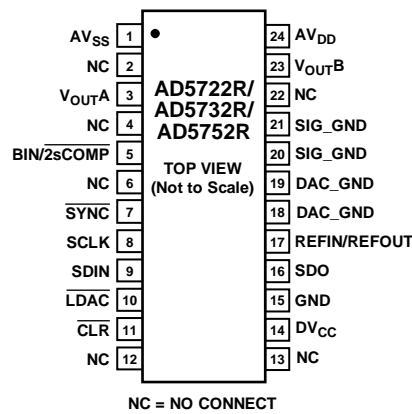 AVSS 1
NC 2
VOUTA 3
NC 4
BIN/2sCOMP 5
NC 6
SYNC 7
SCLK 8
SDIN 9
LDAC 10
CLR 11
NC 12
AD5722R/
AD5732R/
AD5752R
TOP VIEW
(Not to Scale)
24 AVDD
23 VOUTB
22 NC
21 SIG_GND
20 SIG_GND
19 DAC_GND
18 DAC_GND
17 REFIN/REFOUT
16 SDO
15 GND
14 DVCC
13 NC
NC = NO CONNECT